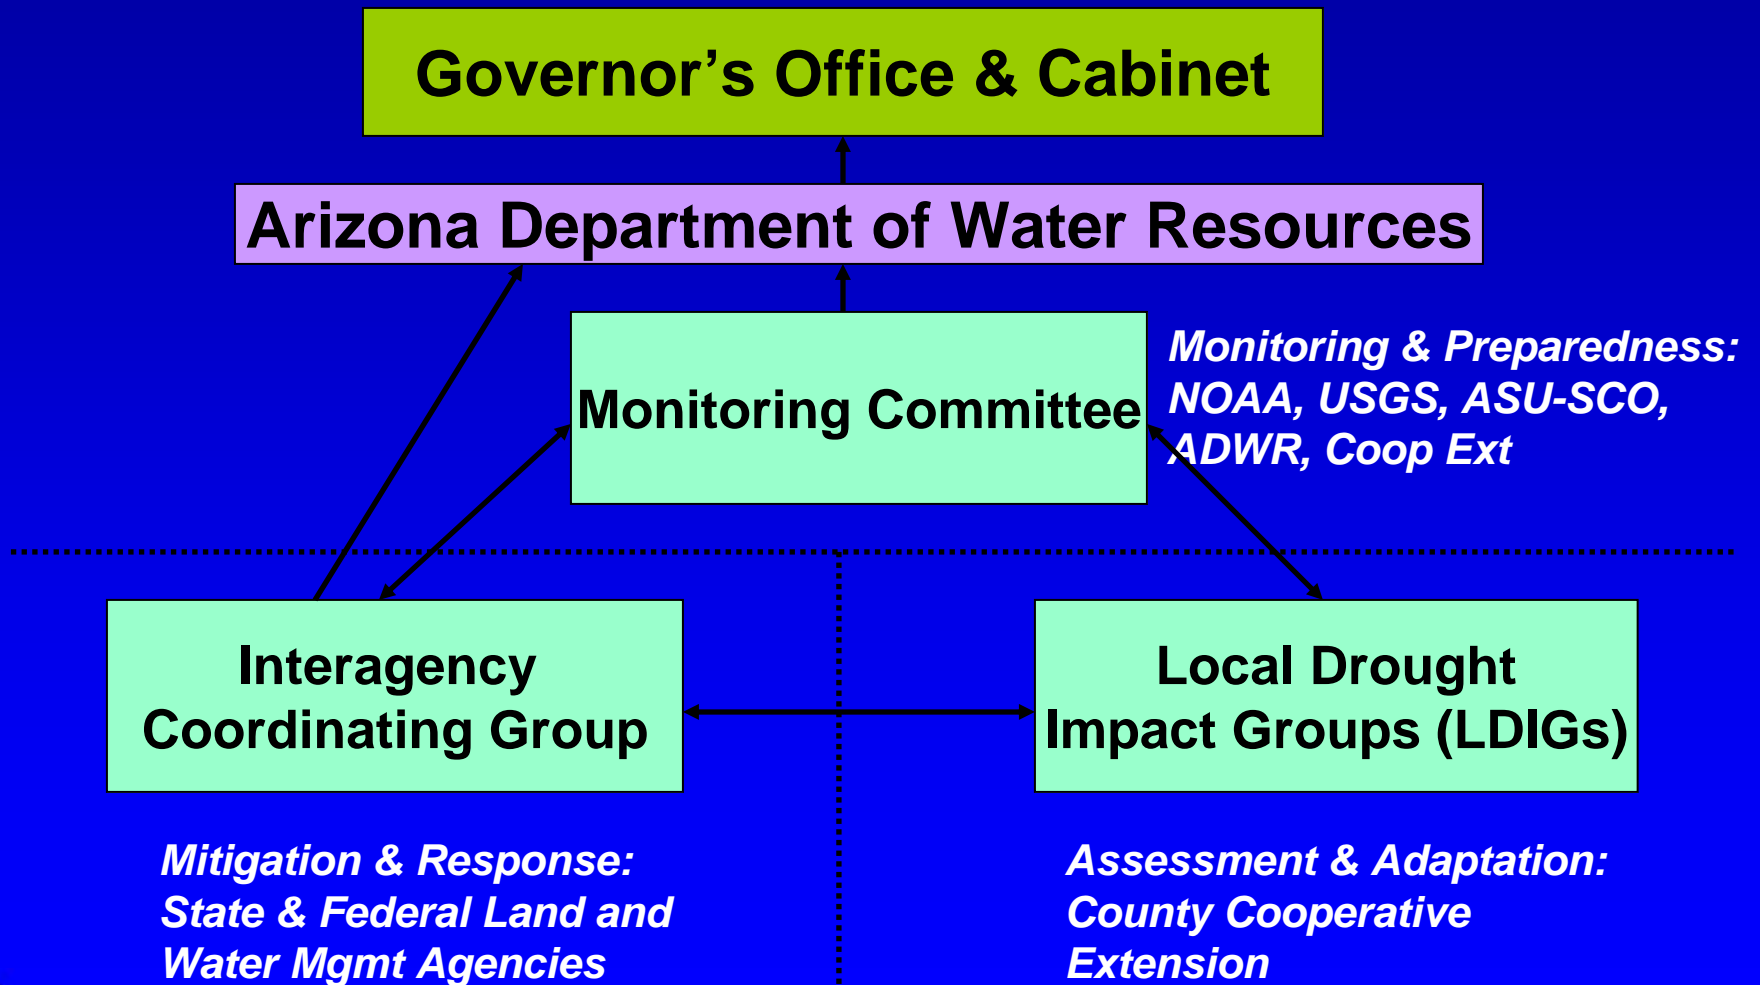 Governor’s Office & Cabinet
Arizona Department of Water Resources
Monitoring Committee
Monitoring & Preparedness:
NOAA, USGS, ASU-SCO,
ADWR, Coop Ext
Interagency
Coordinating Group
Local Drought
Impact Groups (LDIGs)
Mitigation & Response:
State & Federal Land and
Water Mgmt Agencies
Assessment & Adaptation:
County Cooperative
Extension